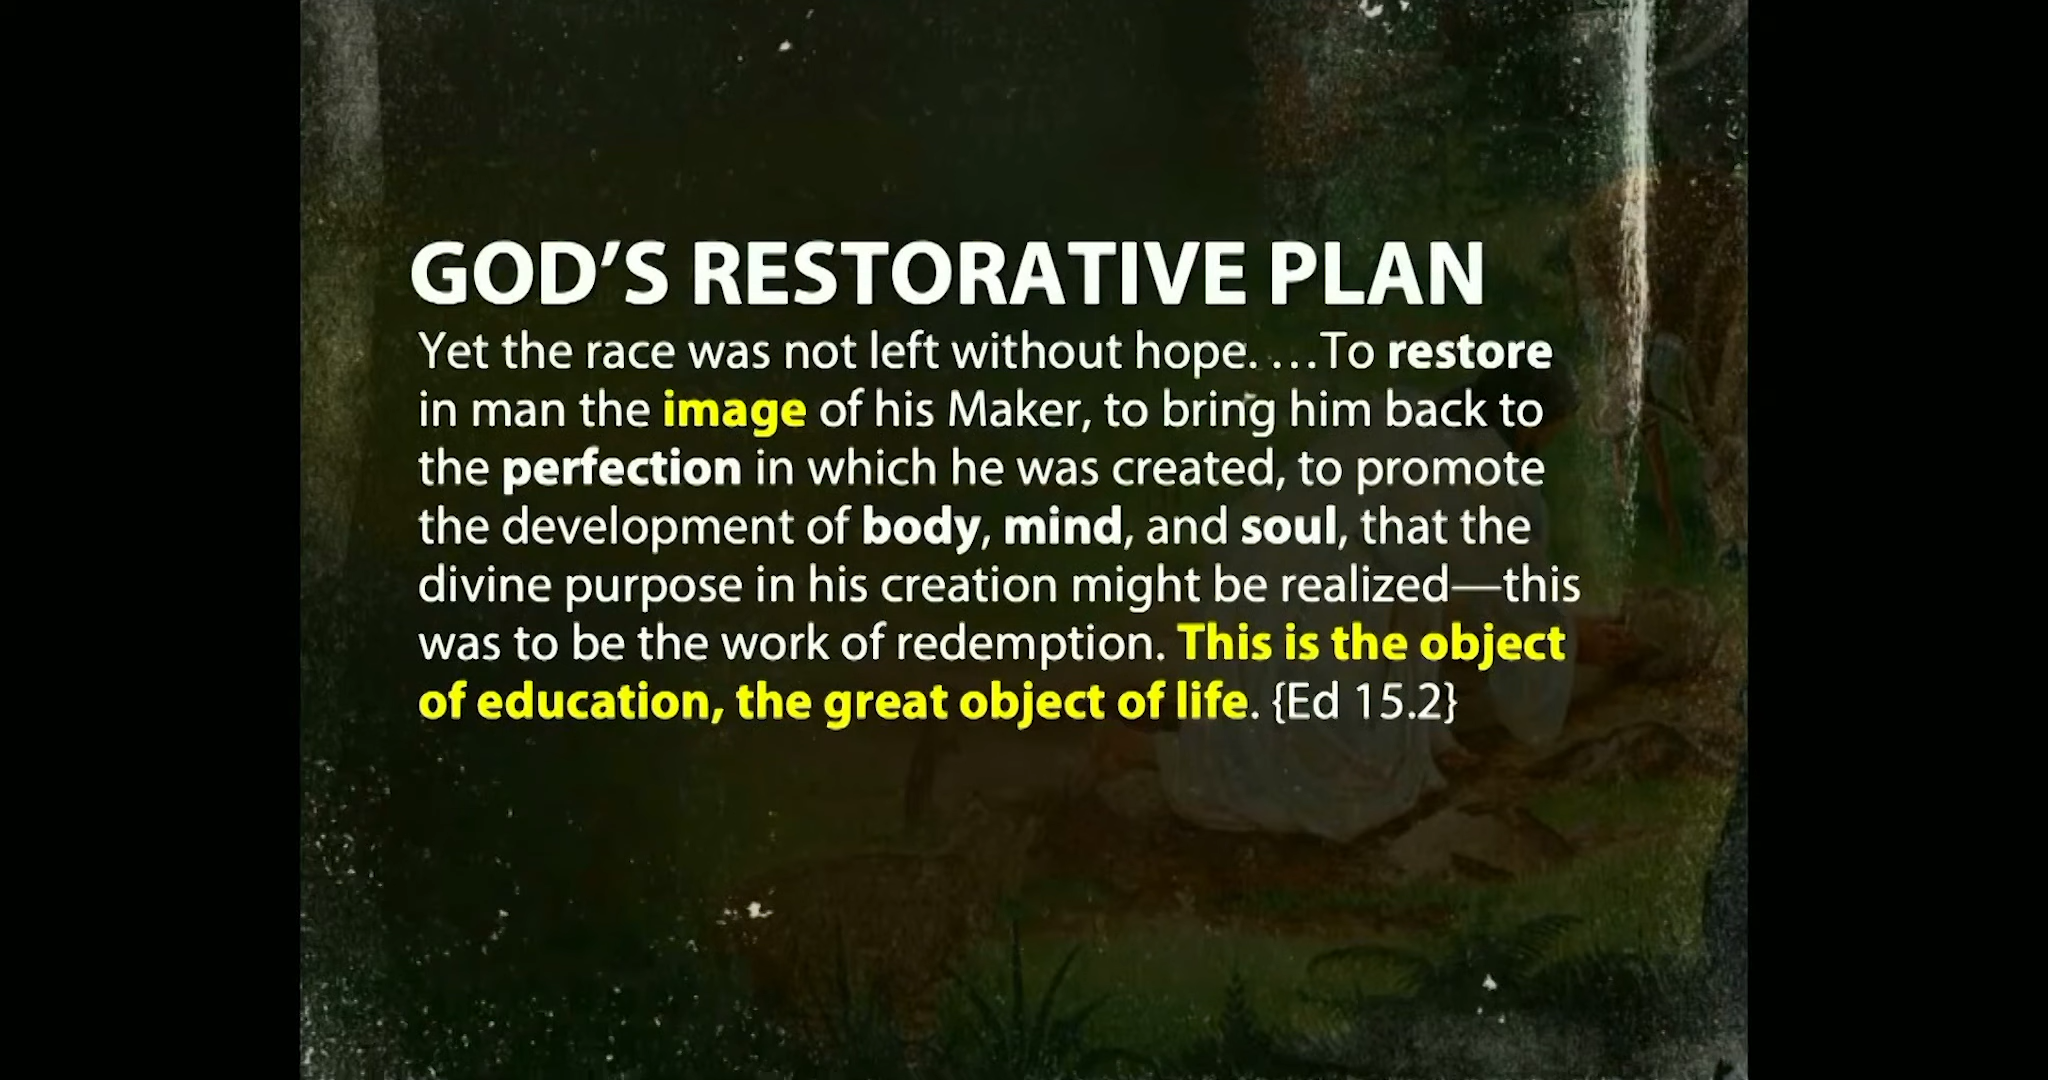 GOD’S RESTORATIVE PLAN
Yet the race was not left without hope. …To restore
in man the image of his Maker, to bring him back to
the perfection in which he was created, to promote
the development of body, mind, and soul, that the
divine purpose in his creation might be realized—this
was to be the work of redemption. This is the object
of education, the great object of life. {Ed 15.2}